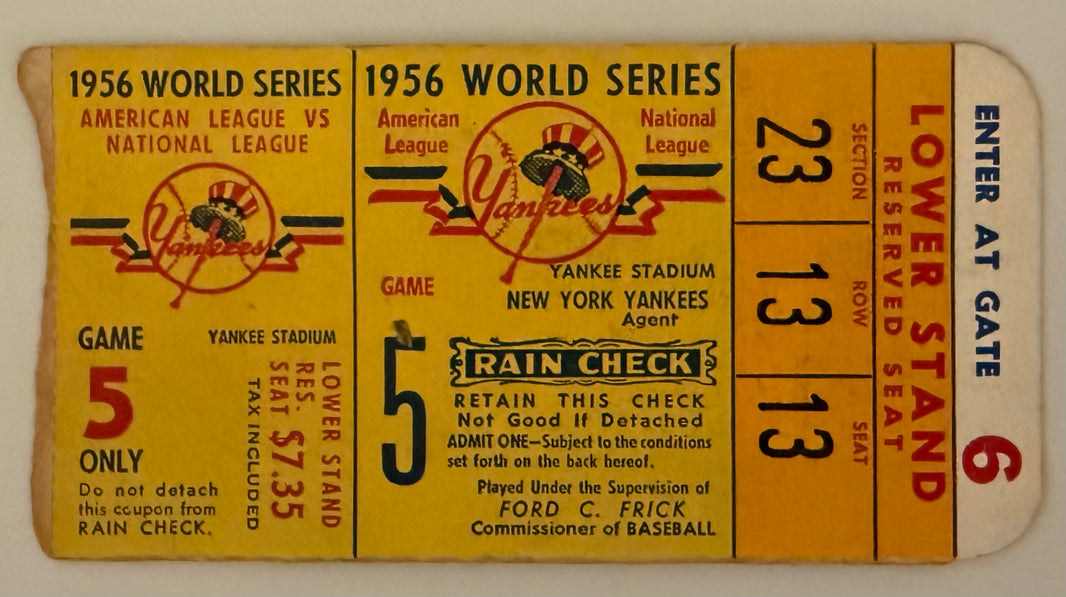 1956 WORLD SERIES
AMERICAN LEAGUE VS
NATIONAL LEAGUE
Yankees
GAME
5
ONLY
YANKEE STADIUM
LOWER STAND
RES.
SEAT $7.35
TAX INCLUDED
Do not detach
this coupon from
RAIN CHECK.
1956 WORLD SERIES
American
League
National
League
Yankees
YANKEE STADIUM
NEW YORK YANKEES
Agent
GAME
5
RAIN CHECK
RETAIN THIS CHECK
Not Good If Detached
ADMIT ONE—Subject to the conditions
set forth on the back hereof.
Played Under the Supervision of
FORD C. FRICK
Commissioner of BASEBALL
SECTION
23
ROW
13
SEAT
13
LOWER STAND
RESERVED SEAT
ENTER AT GATE 6